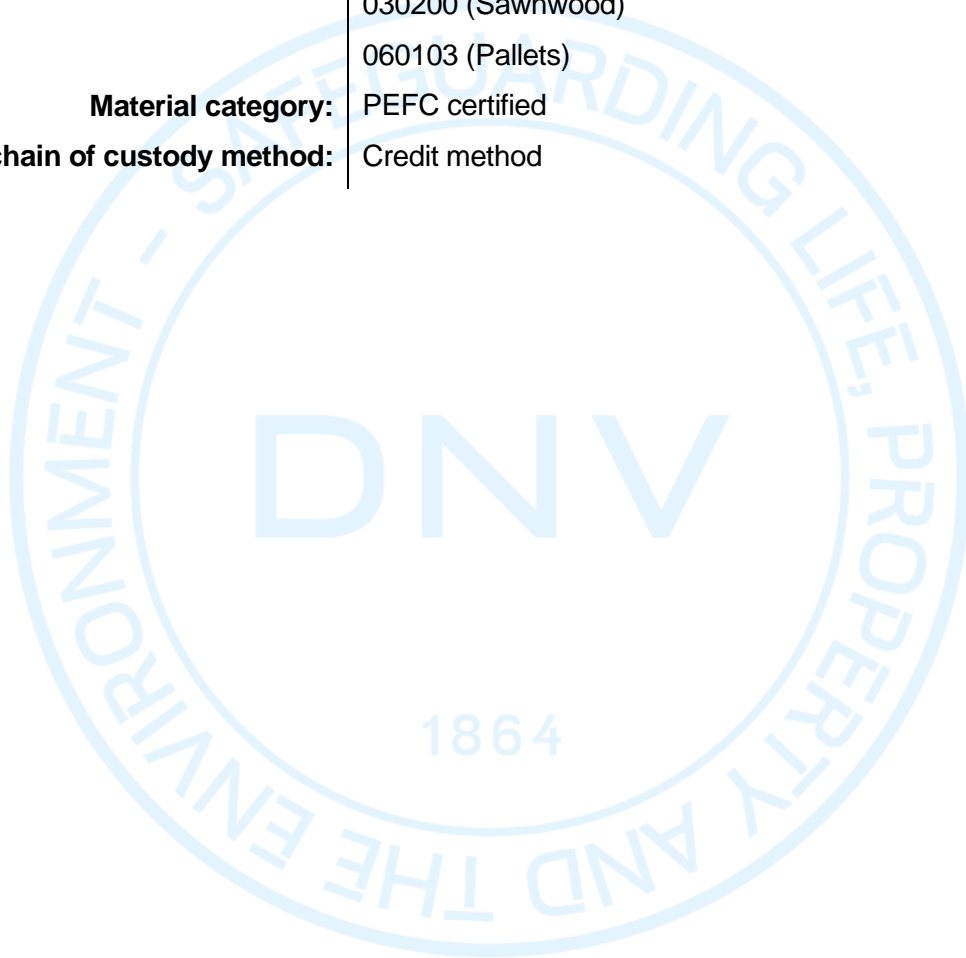 030200 (Sawnwood)
060103 (Pallets)
Material category: PEFC certified
chain of custody method: Credit method
SAFEGUARDING LIFE, PROPERTY AND THE ENVIRONMENT -
DNV
1864